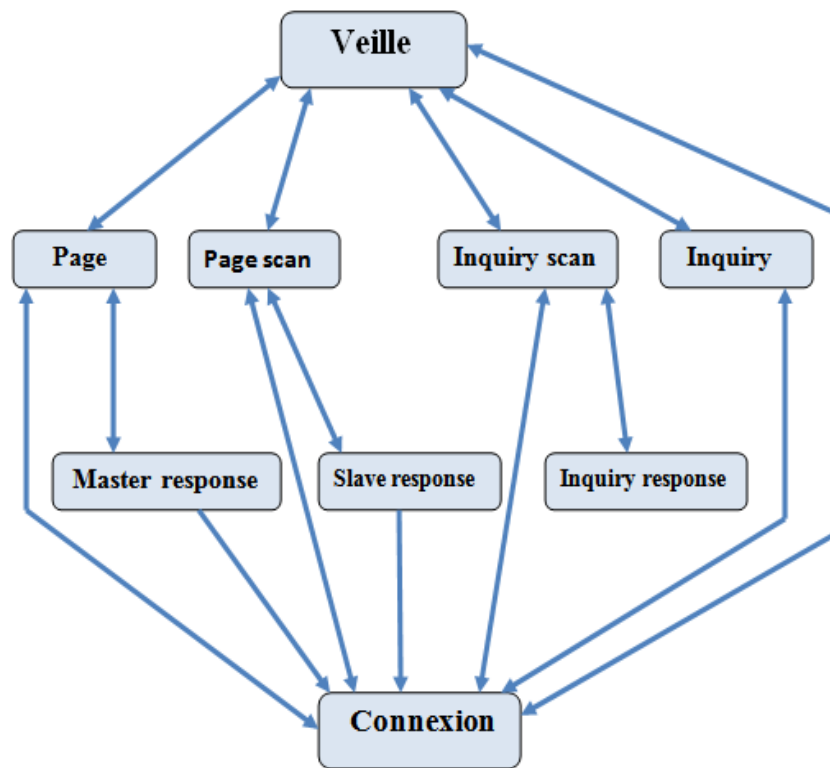 Veille
Page
Page scan
Inquiry scan
Inquiry
Master response
Slave response
Inquiry response
Connexion